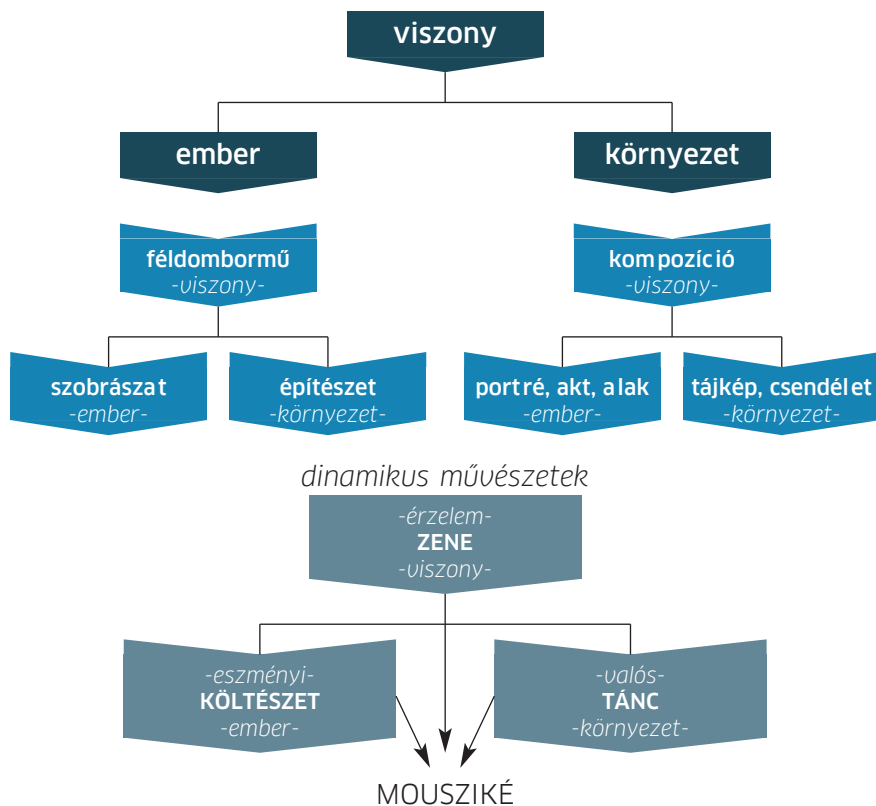 viszony
ember
környezet
féldombormű
-viszony-
kompozíció
-viszony-
szobrászat
-ember-
építészet
-környezet-
portré, akt, alak
-ember-
tájkép, csendélet
-környezet-
dinamikus művészetek
-érzelem-
ZENE
-viszony-
-eszményi-
KÖLTÉSZET
-ember-
-valós-
TÁNC
-környezet-
MOUSZIKÉ